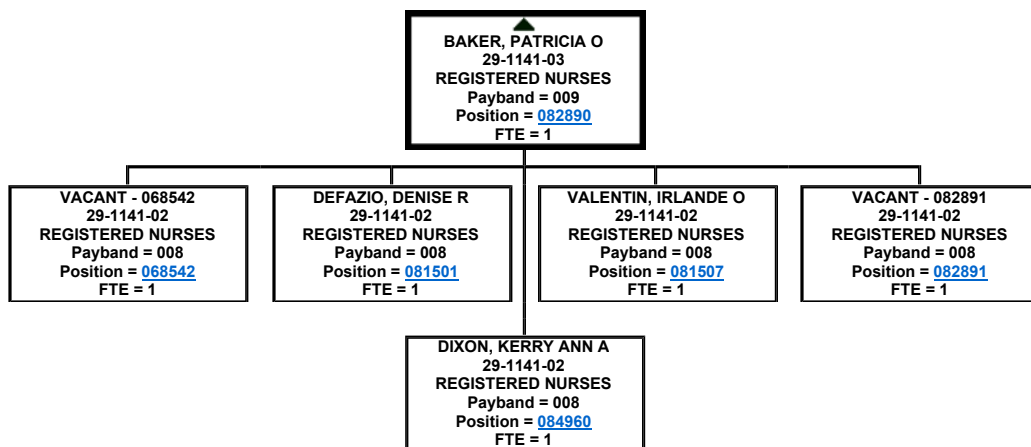 BAKER, PATRICIA O
29-1141-03
REGISTERED NURSES
Payband = 009
Position = 082890
FTE = 1
VACANT - 068542
29-1141-02
REGISTERED NURSES
Payband = 008
Position = 068542
FTE = 1
DEFAZIO, DENISE R
29-1141-02
REGISTERED NURSES
Payband = 008
Position = 081501
FTE = 1
VALENTIN, IRLANDE O
29-1141-02
REGISTERED NURSES
Payband = 008
Position = 081507
FTE = 1
VACANT - 082891
29-1141-02
REGISTERED NURSES
Payband = 008
Position = 082891
FTE = 1
DIXON, KERRY ANN A
29-1141-02
REGISTERED NURSES
Payband = 008
Position = 084960
FTE = 1